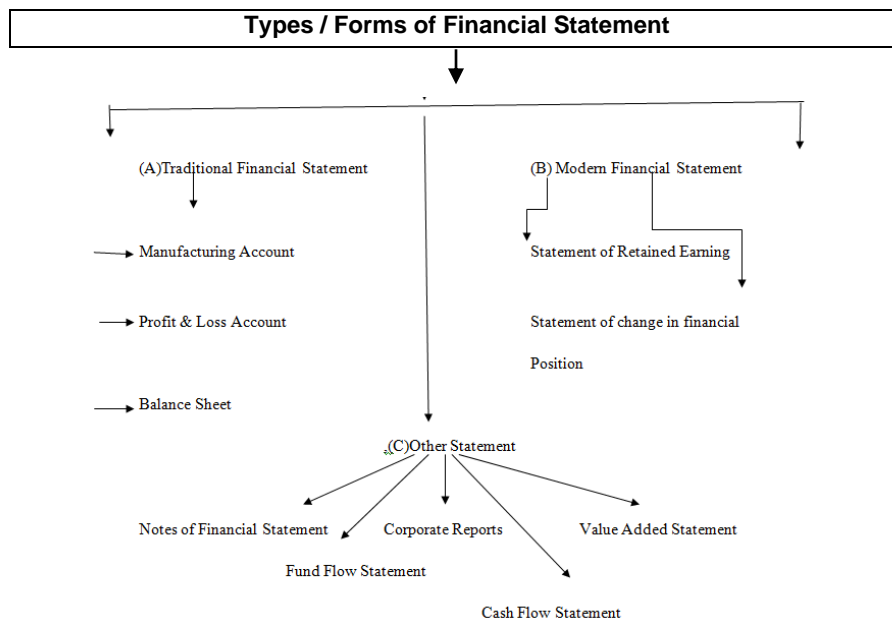 Types / Forms of Financial Statement
(A)Traditional Financial Statement
(B) Modern Financial Statement
Manufacturing Account
Statement of Retained Earning
Profit & Loss Account
Statement of change in financial
Position
Balance Sheet
(C)Other Statement
Notes of Financial Statement
Corporate Reports
Value Added Statement
Fund Flow Statement
Cash Flow Statement